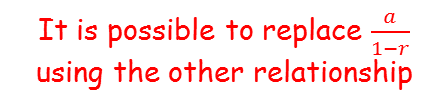 It is possible to replace a/1−r
using the other relationship